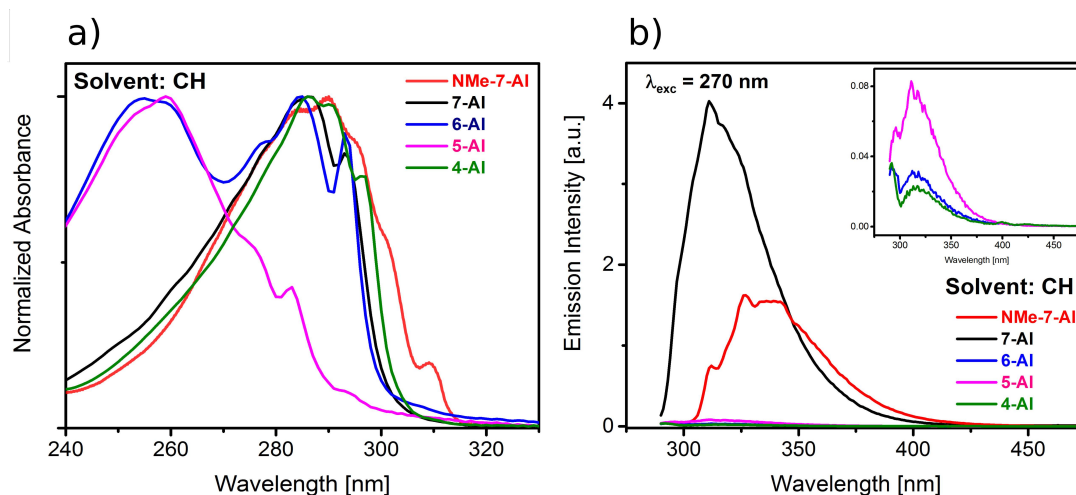 a)
Solvent: CH
NMe-7-AI
7-AI
6-AI
5-AI
4-AI
Normalized Absorbance
240
260
280
300
320
Wavelength [nm]
b)
λexc = 270 nm
Emission Intensity [a.u.]
4
2
0
300
350
400
450
Wavelength [nm]
0.08
0.04
0.00
300
350
400
450
Wavelength [nm]
Solvent: CH
NMe-7-AI
7-AI
6-AI
5-AI
4-AI